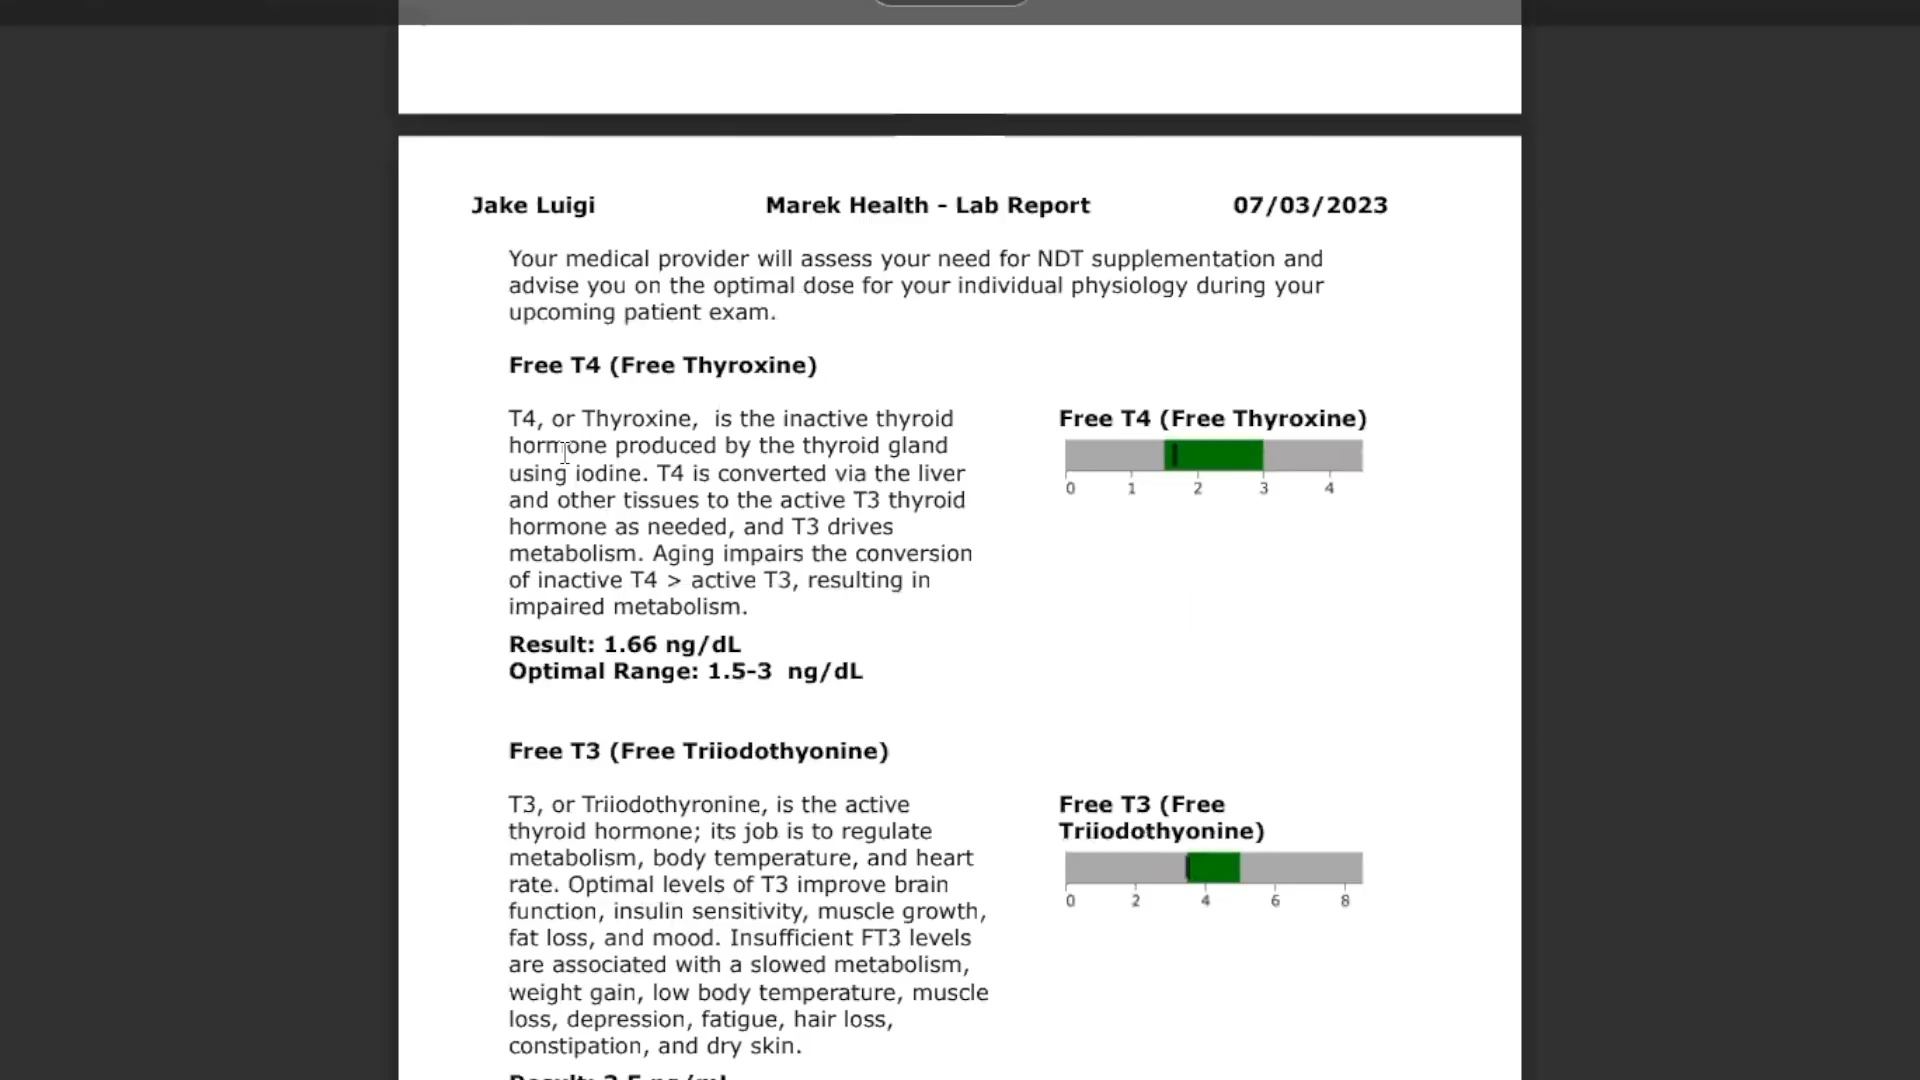 Jake Luigi Marek Health - Lab Report 07/03/2023
Your medical provider will assess your need for NDT supplementation and
advise you on the optimal dose for your individual physiology during your
upcoming patient exam.
Free T4 (Free Thyroxine)
T4, or Thyroxine,  is the inactive thyroid
hormone produced by the thyroid gland
using iodine. T4 is converted via the liver
and other tissues to the active T3 thyroid
hormone as needed, and T3 drives
metabolism. Aging impairs the conversion
of inactive T4 > active T3, resulting in
impaired metabolism.
Result: 1.66 ng/dL
Optimal Range: 1.5-3  ng/dL
Free T4 (Free Thyroxine)
0 1 2 3 4
Free T3 (Free Triiodothyonine)
T3, or Triiodothyronine, is the active
thyroid hormone; its job is to regulate
metabolism, body temperature, and heart
rate. Optimal levels of T3 improve brain
function, insulin sensitivity, muscle growth,
fat loss, and mood. Insufficient FT3 levels
are associated with a slowed metabolism,
weight gain, low body temperature, muscle
loss, depression, fatigue, hair loss,
constipation, and dry skin.
Free T3 (Free
Triiodothyonine)
0 2 4 6 8